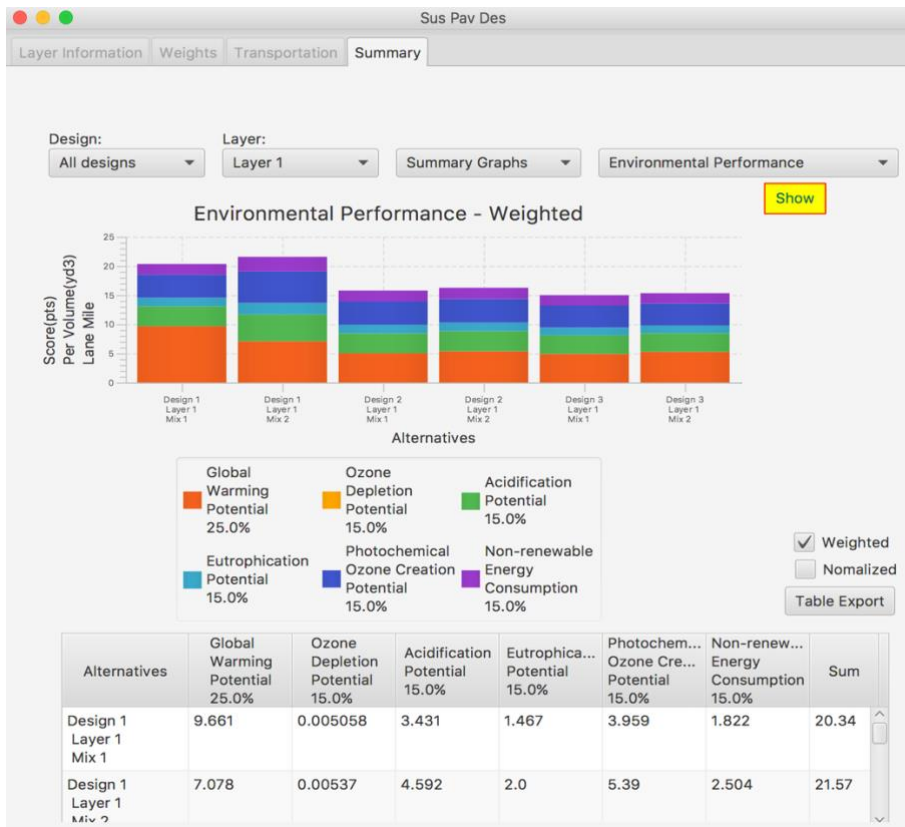 Sus Pav Des
Layer Information Weights Transportation Summary
Design: Layer:
All designs Layer 1 Summary Graphs Environmental Performance
Show
Environmental Performance - Weighted
Score(pts)
Per Volume(yd3)
Lane Mile
25
20
15
10
5
0
Design 1
Layer 1
Mix 1
Design 1
Layer 1
Mix 2
Design 2
Layer 1
Mix 1
Design 2
Layer 1
Mix 2
Design 3
Layer 1
Mix 1
Design 3
Layer 1
Mix 2
Alternatives
Global
Warming
Potential
25.0%
Ozone
Depletion
Potential
15.0%
Acidification
Potential
15.0%
Eutrophication
Potential
15.0%
Photochemical
Ozone Creation
Potential
15.0%
Non-renewable
Energy
Consumption
15.0%
Weighted
Nomalized
Table Export
Alternatives
Global
Warming
Potential
25.0%
Ozone
Depletion
Potential
15.0%
Acidification
Potential
15.0%
Eutrophica...
Potential
15.0%
Photochem...
Ozone Cre...
Potential
15.0%
Non-renew...
Energy
Consumption
15.0%
Sum
Design 1 9.661 0.005058 3.431 1.467 3.959 1.822 20.34
Layer 1
Mix 1
Design 1 7.078 0.00537 4.592 2.0 5.39 2.504 21.57
Layer 1
Mix 2